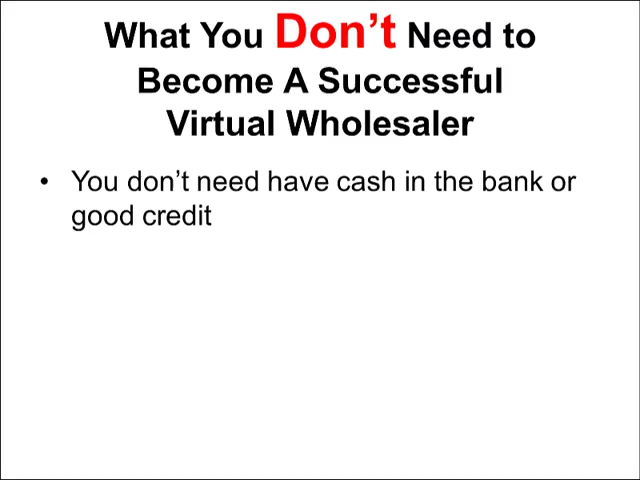 What You Don't Need to
Become A Successful
Virtual Wholesaler
• You don't need have cash in the bank or
good credit